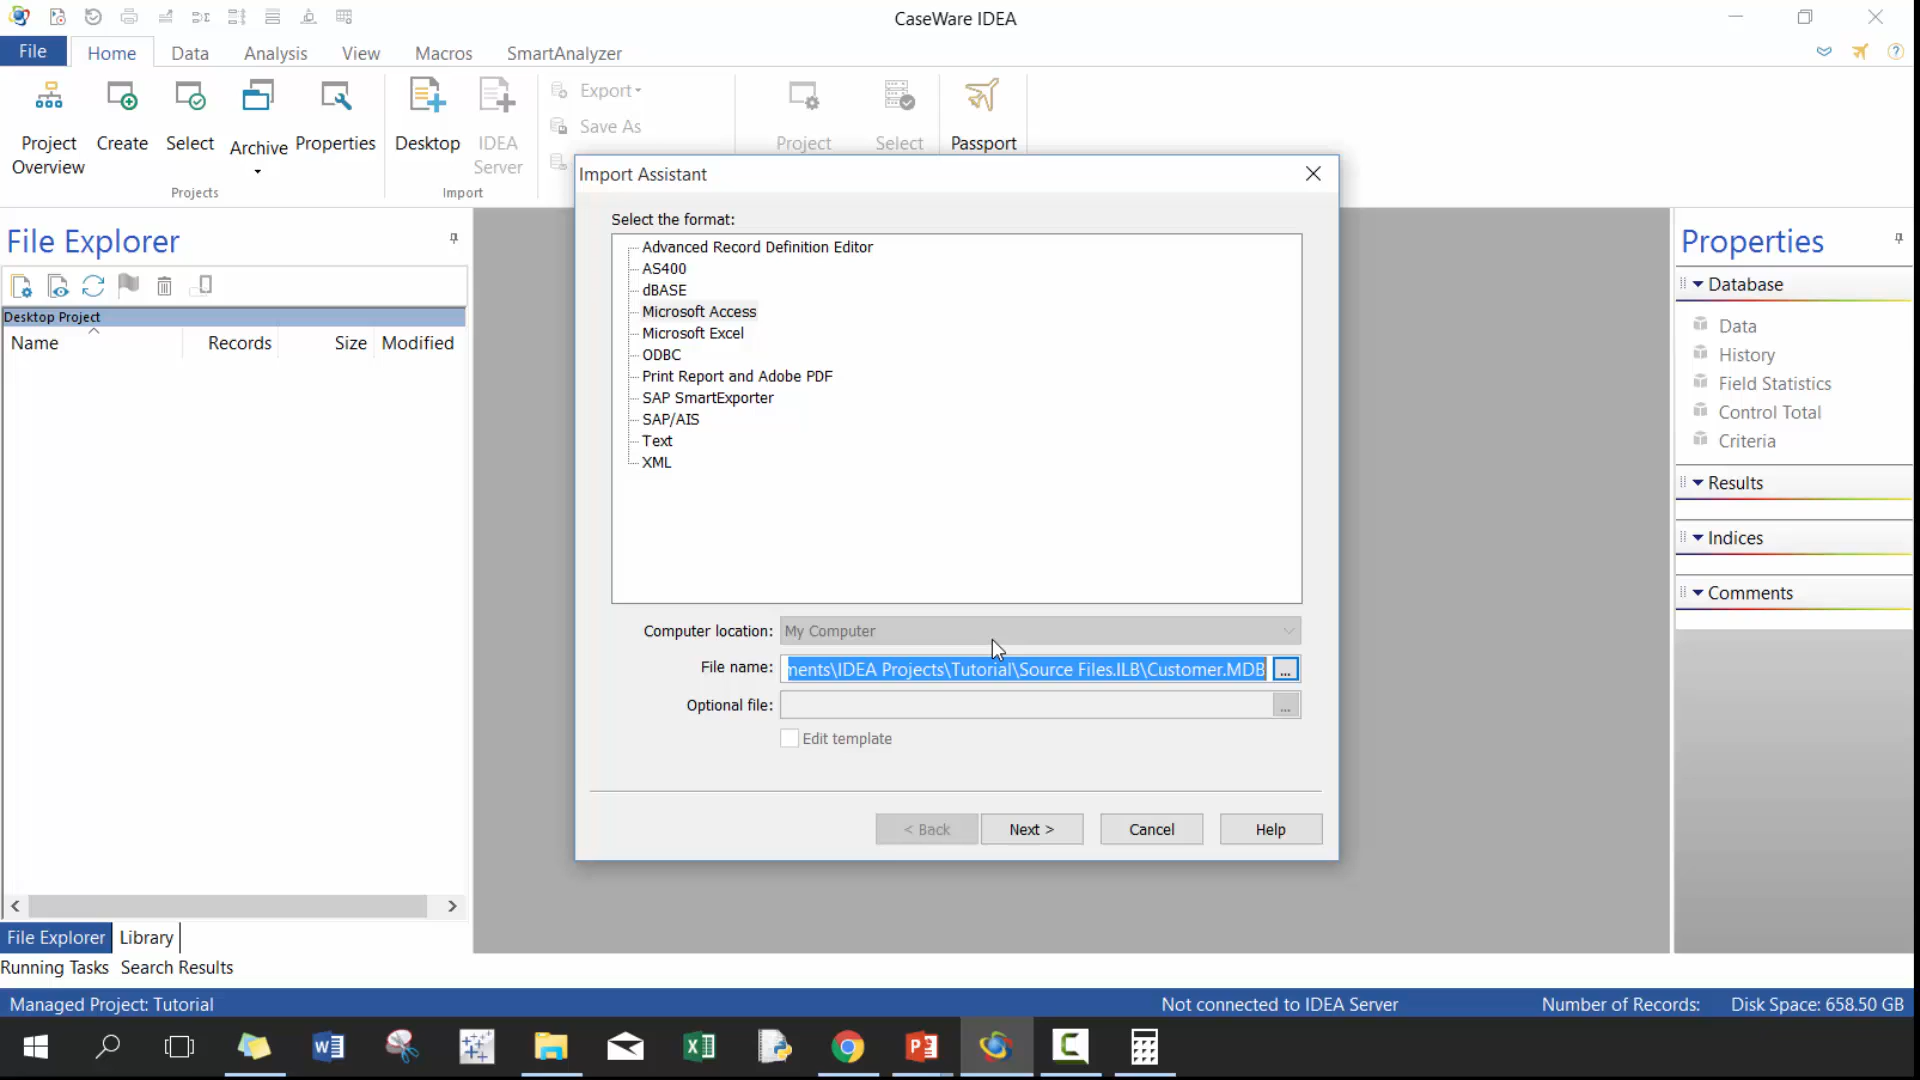 CaseWare IDEA
File
Home
Data
Analysis
View
Macros
SmartAnalyzer
Project
Overview
Create
Select
Archive
Properties
Projects
Desktop
IDEA
Server
Import
Export
Save As
Project
Select
Passport
File Explorer
Desktop Project
Name
Records
Size
Modified
Import Assistant
Select the format:
Advanced Record Definition Editor
AS400
dBASE
Microsoft Access
Microsoft Excel
ODBC
Print Report and Adobe PDF
SAP SmartExporter
SAP/AIS
Text
XML
Computer location: My Computer
File name: ments\IDEA Projects\Tutorial\Source Files.ILB\Customer.MDB ...
Optional file: ...
Edit template
< Back
Next >
Cancel
Help
Properties
Database
Data
History
Field Statistics
Control Total
Criteria
Results
Indices
Comments
File Explorer
Library
Running Tasks
Search Results
Managed Project: Tutorial
Not connected to IDEA Server
Number of Records:
Disk Space: 658.50 GB